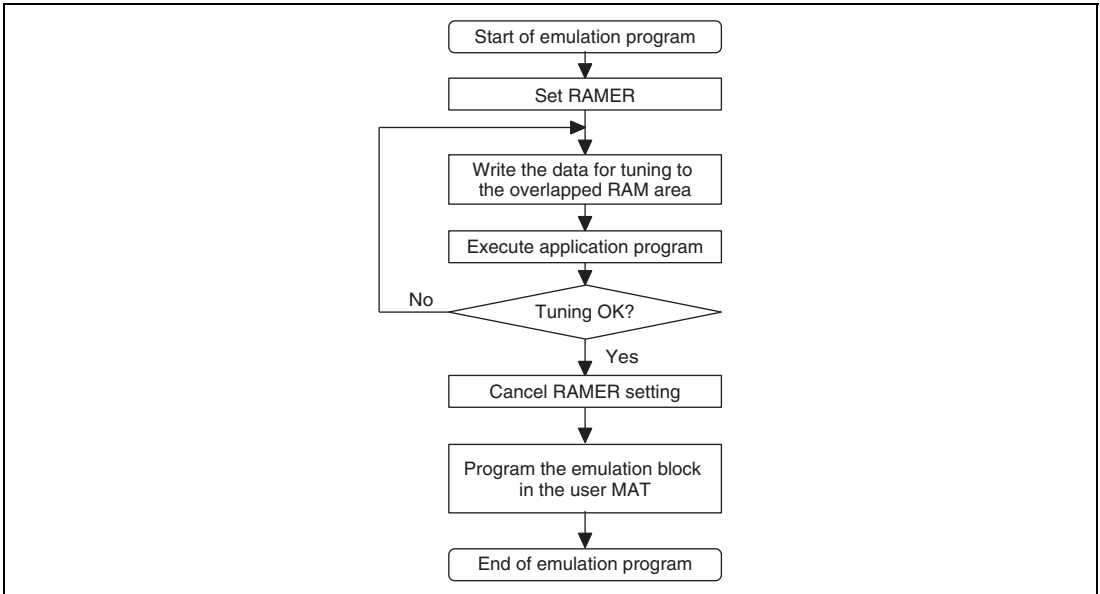 Start of emulation program
Set RAMER
Write the data for tuning to
the overlapped RAM area
Execute application program
No
Tuning OK?
Yes
Cancel RAMER setting
Program the emulation block
in the user MAT
End of emulation program